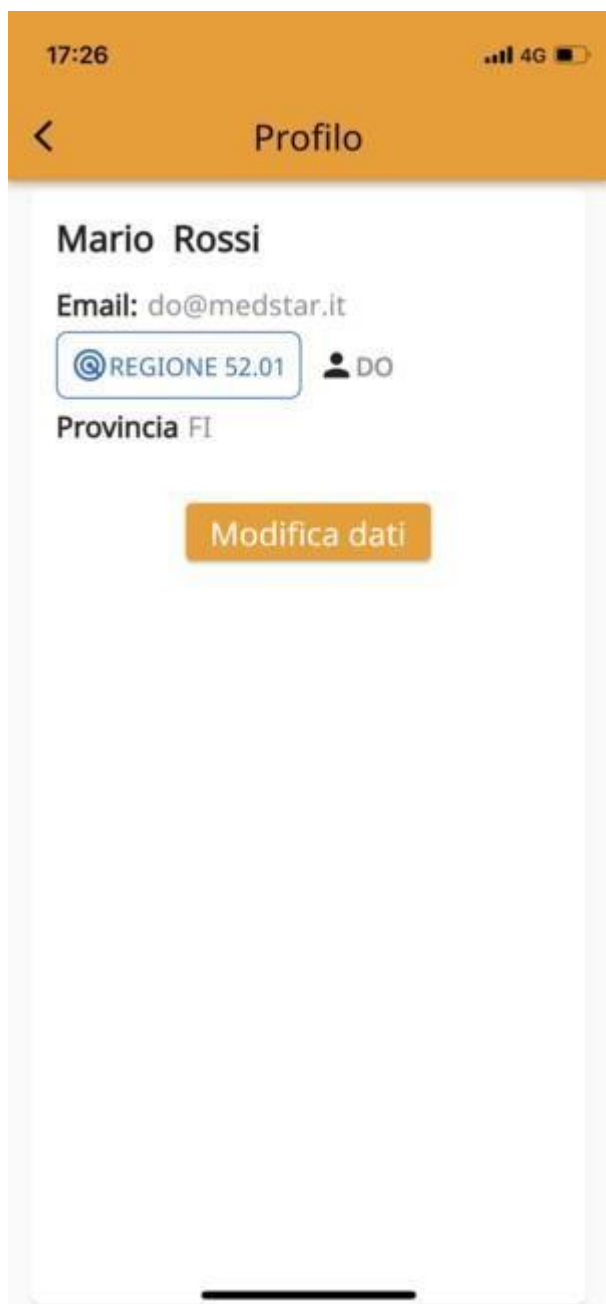 17:26 4G
Profilo
Mario Rossi
Email: do@medstar.it
REGIONE 52.01 DO
Provincia FI
Modifica dati